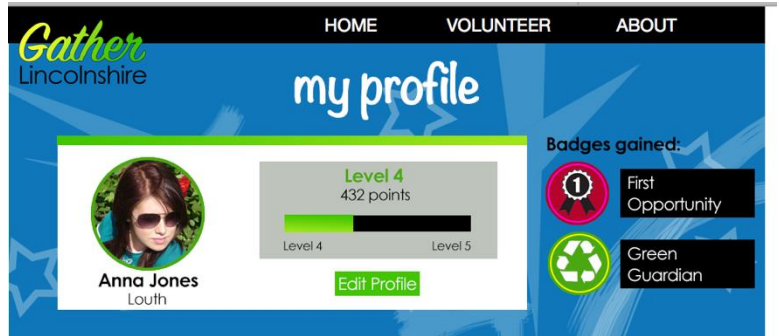 HOME VOLUNTEER ABOUT
Gather
Lincolnshire
my profile
Level 4
432 points
Level 4 Level 5
Edit Profile
Anna Jones
Louth
Badges gained:
1
First
Opportunity
Green
Guardian